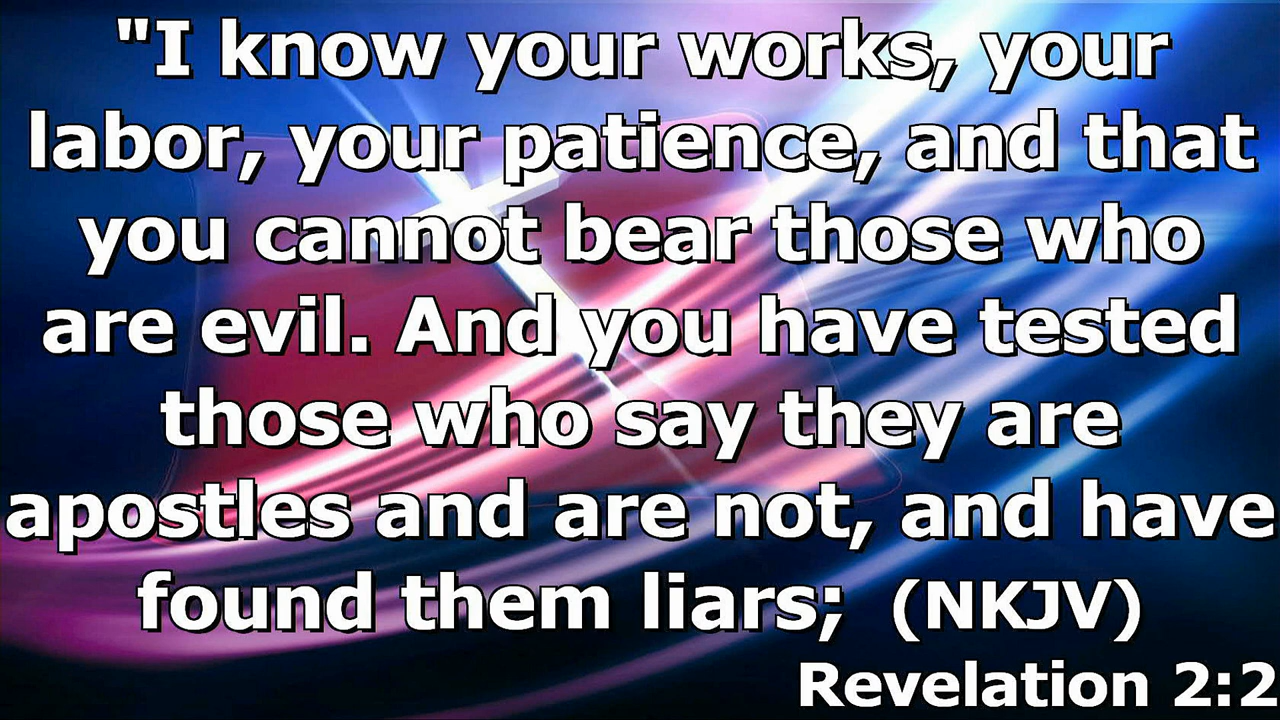 "I know your works, your
labor, your patience, and that
you cannot bear those who
are evil. And you have tested
those who say they are
apostles and are not, and have
found them liars;  (NKJV)
Revelation 2:2